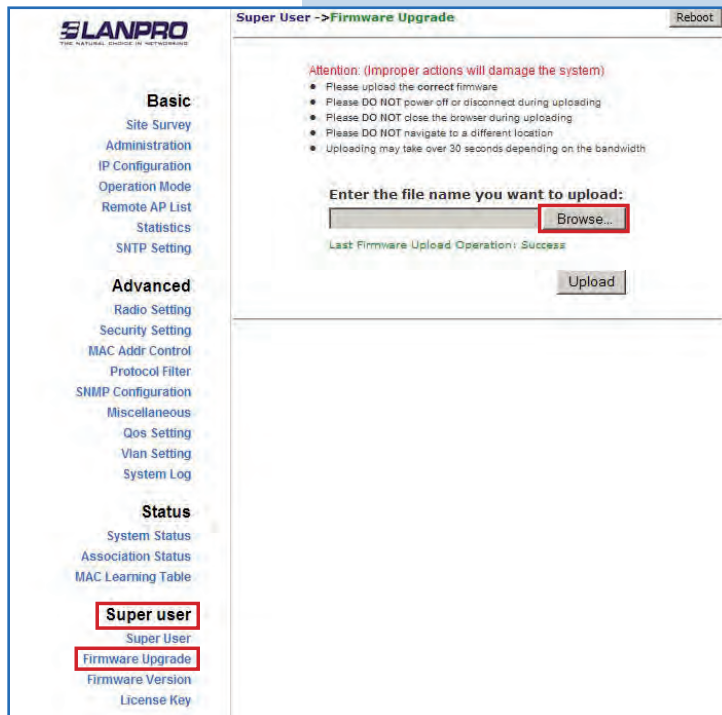 LANPRO
THE NATURAL CHOICE IN NETWORKING
Basic
Site Survey
Administration
IP Configuration
Operation Mode
Remote AP List
Statistics
SNTP Setting
Advanced
Radio Setting
Security Setting
MAC Addr Control
Protocol Filter
SNMP Configuration
Miscellaneous
Qos Setting
Vlan Setting
System Log
Status
System Status
Association Status
MAC Learning Table
Super user
Super User
Firmware Upgrade
Firmware Version
License Key
Super User ->Firmware Upgrade
Reboot
Attention: (Improper actions will damage the system)
Please upload the correct firmware
Please DO NOT power off or disconnect during uploading
Please DO NOT close the browser during uploading
Please DO NOT navigate to a different location
Uploading may take over 30 seconds depending on the bandwidth
Enter the file name you want to upload:
Browse...
Last Firmware Upload Operation: Success
Upload